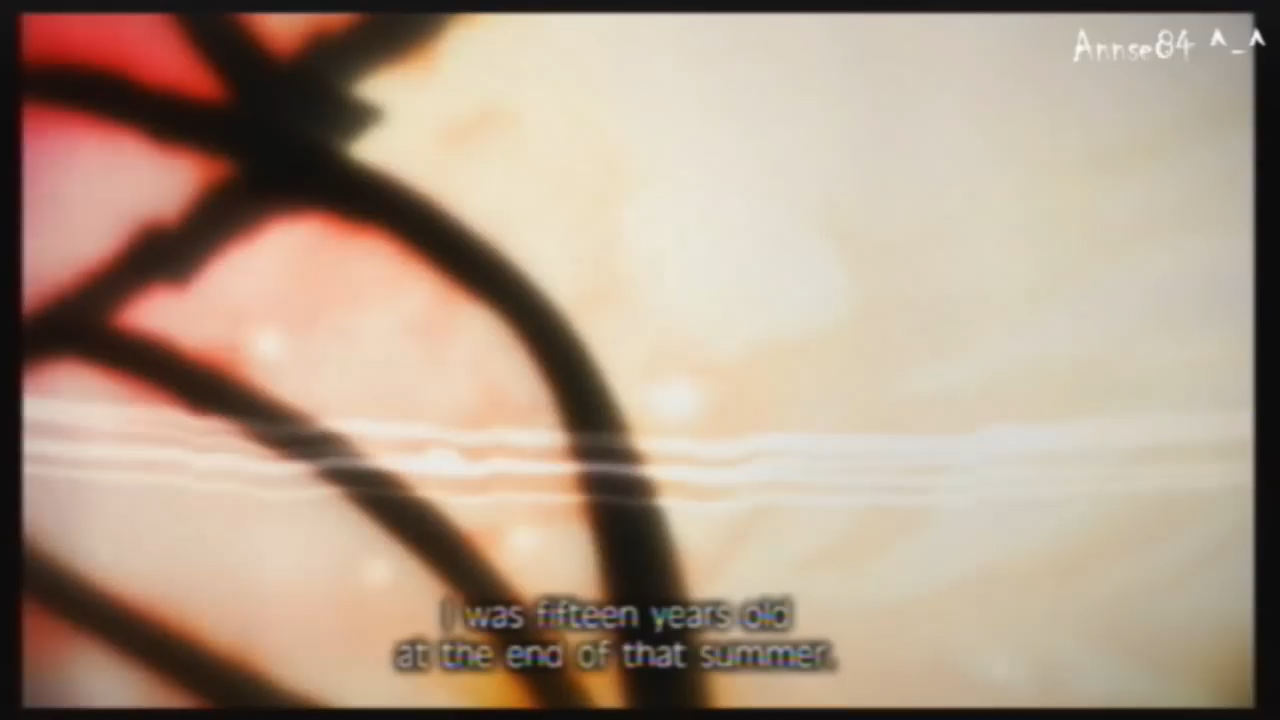 Annse84 ^_^
I was fifteen years old
at the end of that summer.